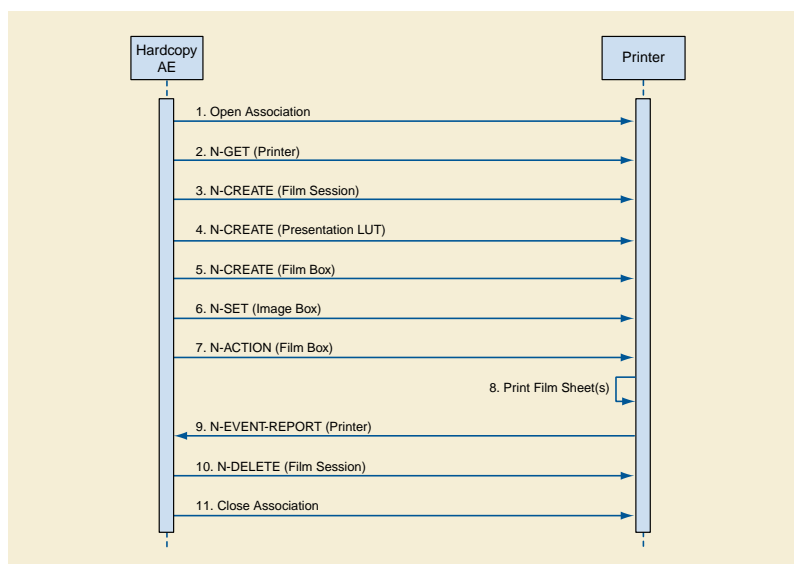 Hardcopy
AE
Printer
1. Open Association
2. N-GET (Printer)
3. N-CREATE (Film Session)
4. N-CREATE (Presentation LUT)
5. N-CREATE (Film Box)
6. N-SET (Image Box)
7. N-ACTION (Film Box)
8. Print Film Sheet(s)
9. N-EVENT-REPORT (Printer)
10. N-DELETE (Film Session)
11. Close Association